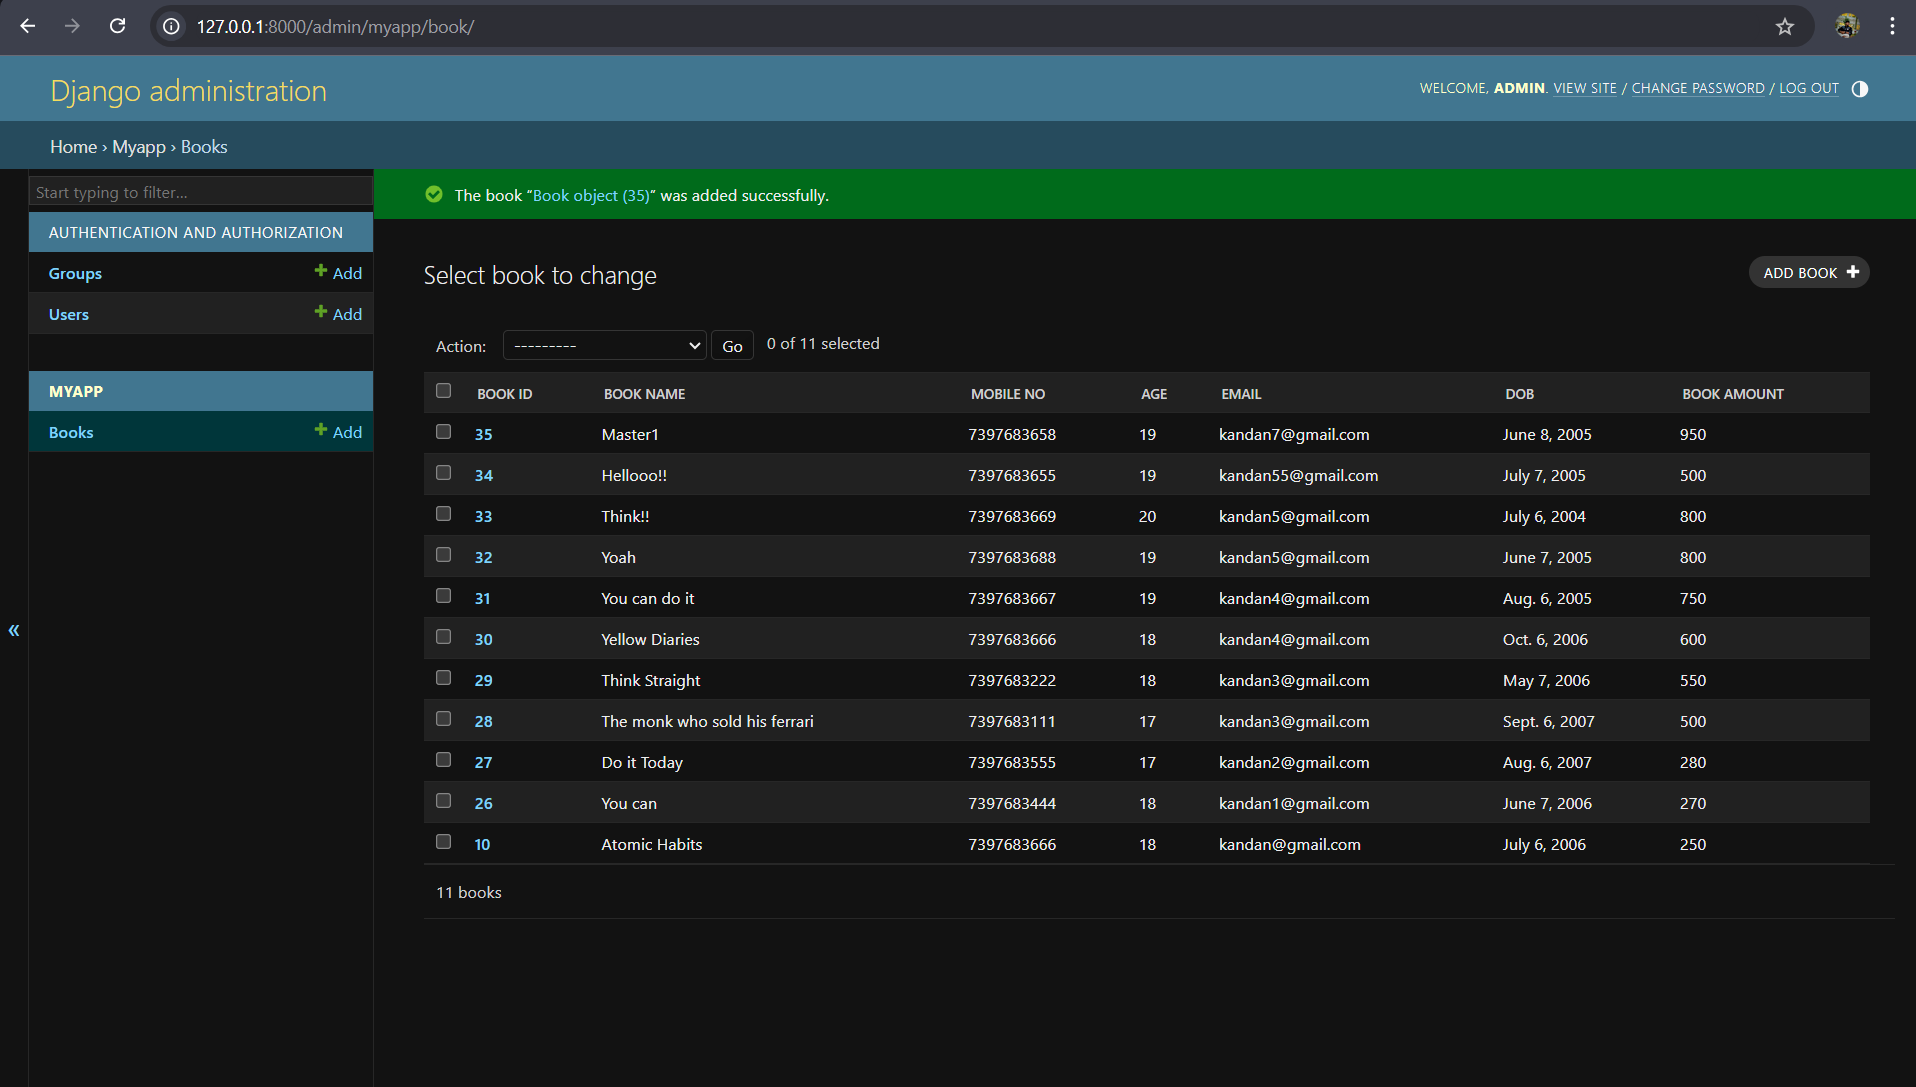 127.0.0.1:8000/admin/myapp/book/
Django administration
WELCOME, ADMIN. VIEW SITE / CHANGE PASSWORD / LOG OUT
Home › Myapp › Books
Start typing to filter...
AUTHENTICATION AND AUTHORIZATION
Groups Add
Users Add
MYAPP
Books Add
«
The book “Book object (35)” was added successfully.
Select book to change
ADD BOOK
Action: --------- Go 0 of 11 selected
BOOK ID BOOK NAME MOBILE NO AGE EMAIL DOB BOOK AMOUNT
35 Master1 7397683658 19 kandan7@gmail.com June 8, 2005 950
34 Hellooo!! 7397683655 19 kandan55@gmail.com July 7, 2005 500
33 Think!! 7397683669 20 kandan5@gmail.com July 6, 2004 800
32 Yoah 7397683688 19 kandan5@gmail.com June 7, 2005 800
31 You can do it 7397683667 19 kandan4@gmail.com Aug. 6, 2005 750
30 Yellow Diaries 7397683666 18 kandan4@gmail.com Oct. 6, 2006 600
29 Think Straight 7397683222 18 kandan3@gmail.com May 7, 2006 550
28 The monk who sold his ferrari 7397683111 17 kandan3@gmail.com Sept. 6, 2007 500
27 Do it Today 7397683555 17 kandan2@gmail.com Aug. 6, 2007 280
26 You can 7397683444 18 kandan1@gmail.com June 7, 2006 270
10 Atomic Habits 7397683666 18 kandan@gmail.com July 6, 2006 250
11 books